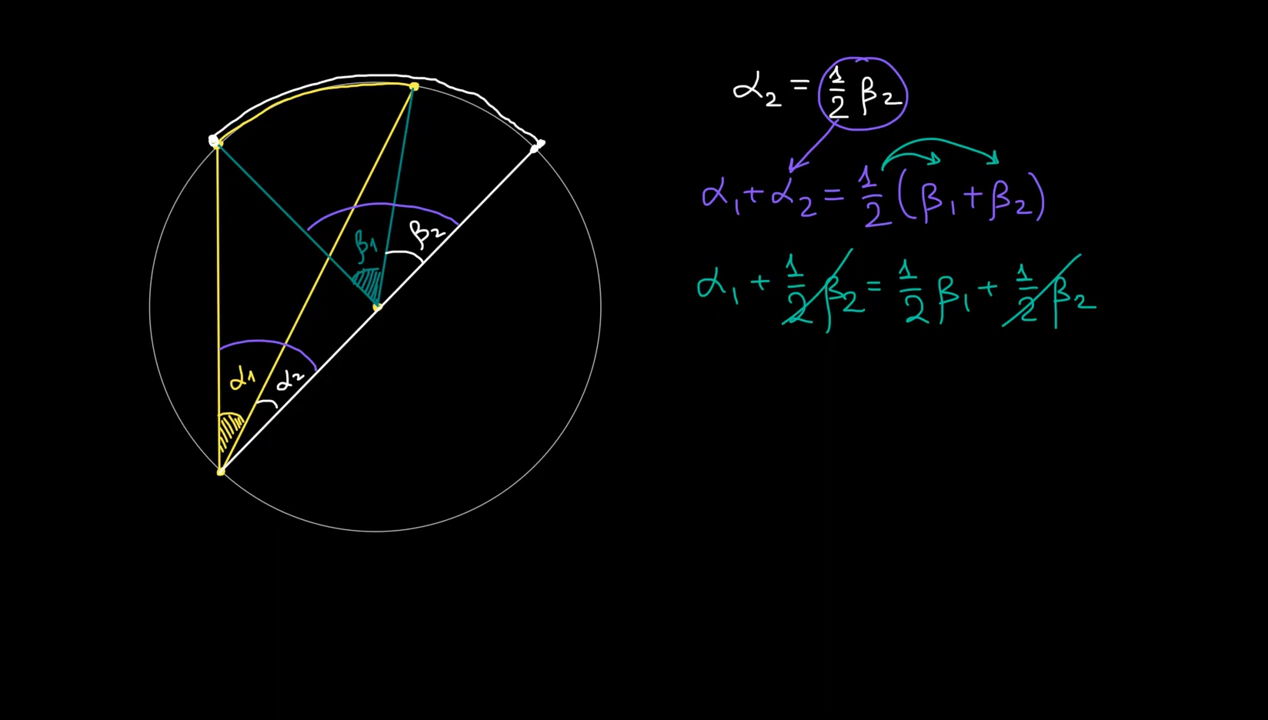 α₂ = 1/2 β₂
α₁ + α₂ = 1/2 (β₁ + β₂)
α₁ + 1/2 β₂ = 1/2 β₁ + 1/2 β₂
β₁
β₂
α1
α₂